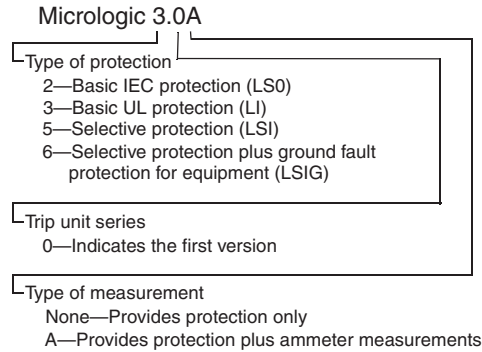 Micrologic 3.0A
Type of protection
2—Basic IEC protection (LS0)
3—Basic UL protection (LI)
5—Selective protection (LSI)
6—Selective protection plus ground fault
protection for equipment (LSIG)
Trip unit series
0—Indicates the first version
Type of measurement
None—Provides protection only
A—Provides protection plus ammeter measurements